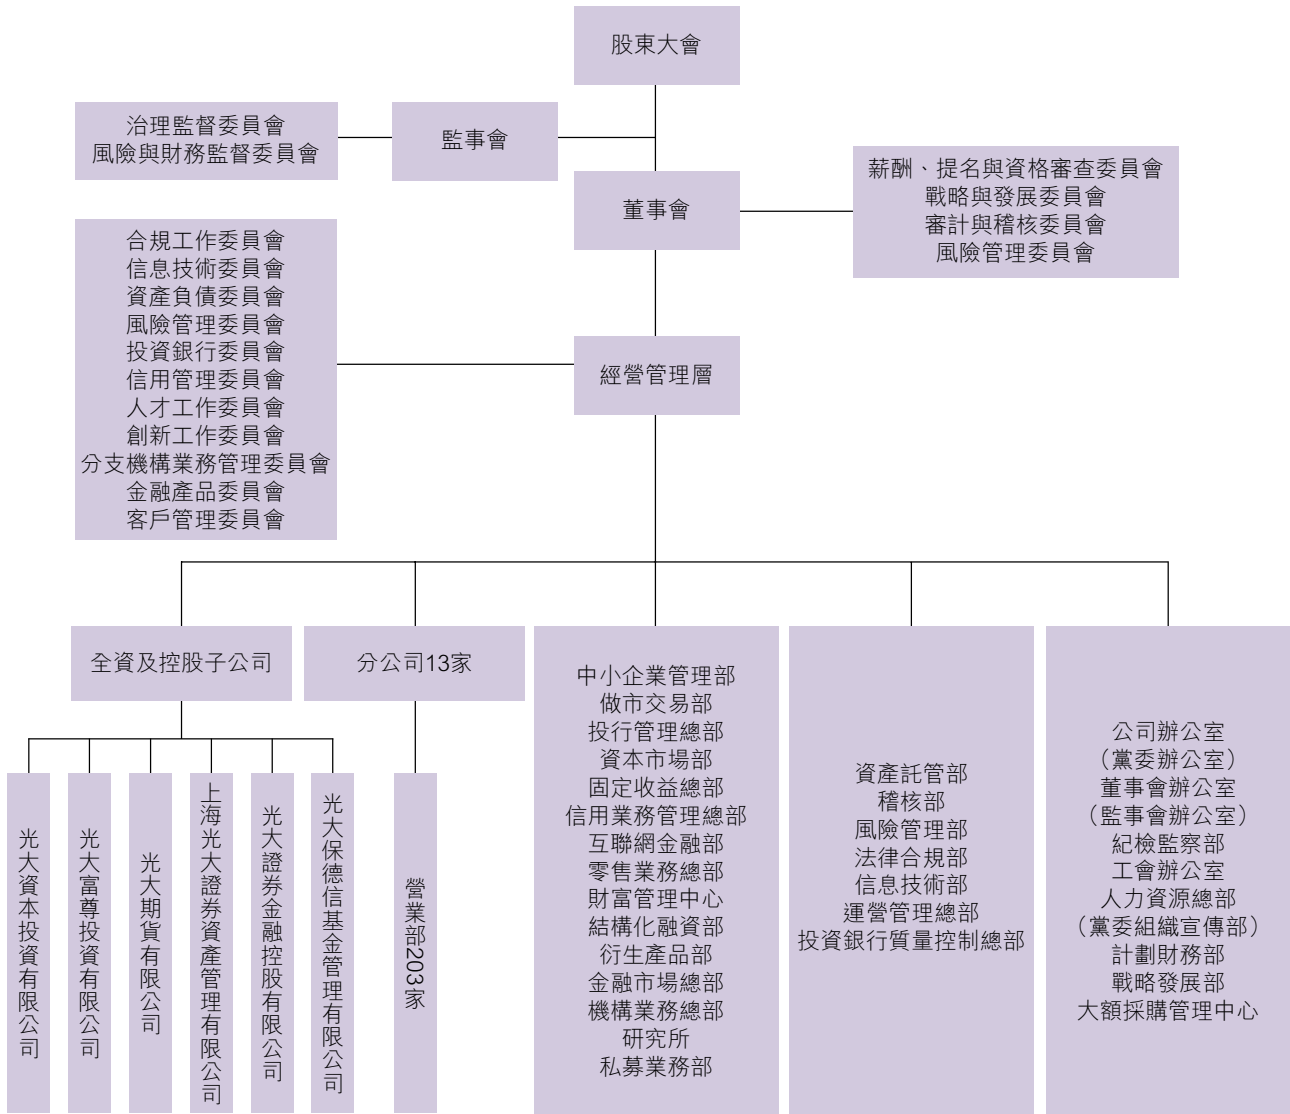 股東大會
治理監督委員會
風險與財務監督委員會
監事會
董事會
薪酬、提名與資格審查委員會
戰略與發展委員會
審計與稽核委員會
風險管理委員會
合規工作委員會
信息技術委員會
資產負債委員會
風險管理委員會
投資銀行委員會
信用管理委員會
人才工作委員會
創新工作委員會
分支機構業務管理委員會
金融產品委員會
客戶管理委員會
經營管理層
全資及控股子公司
分公司13家
光大資本投資有限公司
光大富尊投資有限公司
光大期貨有限公司
上海光大證券資產管理有限公司
光大證券金融控股有限公司
光大保德信基金管理有限公司
營業部203家
中小企業管理部
做市交易部
投行管理總部
資本市場部
固定收益總部
信用業務管理總部
互聯網金融部
零售業務總部
財富管理中心
結構化融資部
衍生產品部
金融市場總部
機構業務總部
研究所
私募業務部
資產託管部
稽核部
風險管理部
法律合規部
信息技術部
運營管理總部
投資銀行質量控制總部
公司辦公室
（黨委辦公室）
董事會辦公室
（監事會辦公室）
紀檢監察部
工會辦公室
人力資源總部
（黨委組織宣傳部）
計劃財務部
戰略發展部
大額採購管理中心